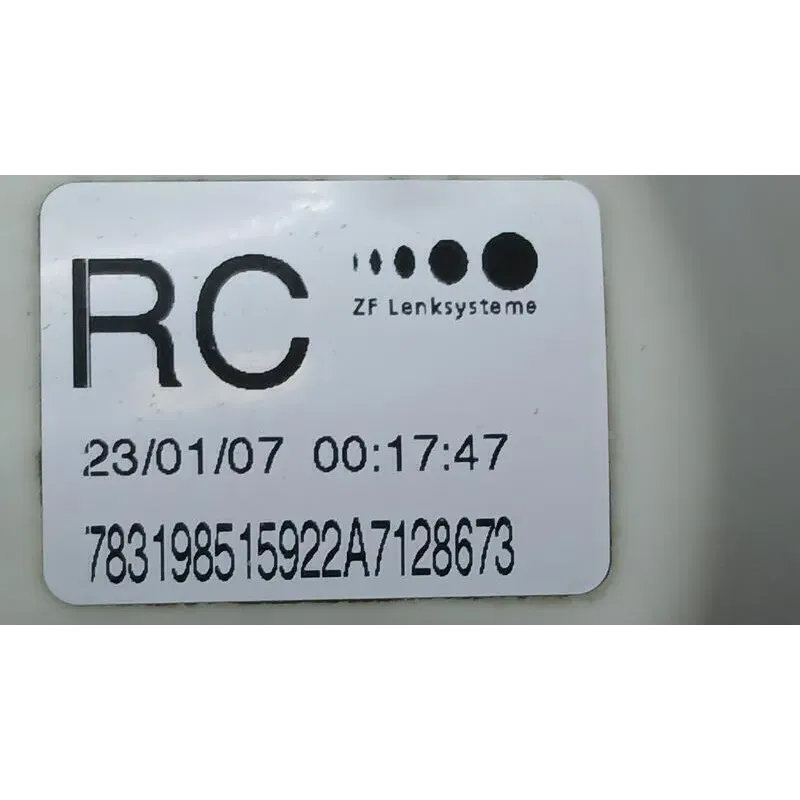 RC
ZF Lenksysteme
23/01/07 00:17:47
783198515922A7128673